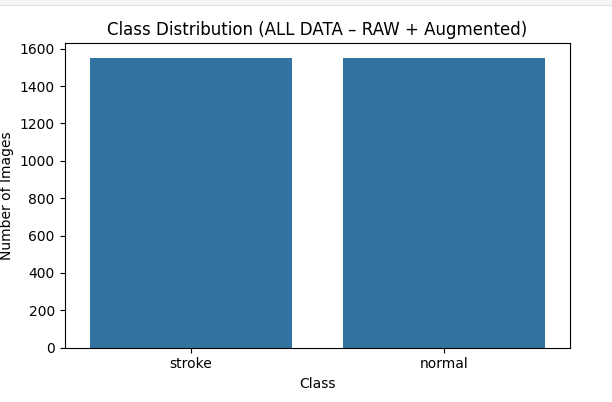 Class Distribution (ALL DATA – RAW + Augmented)
Number of Images
1600
1400
1200
1000
800
600
400
200
0
stroke normal
Class